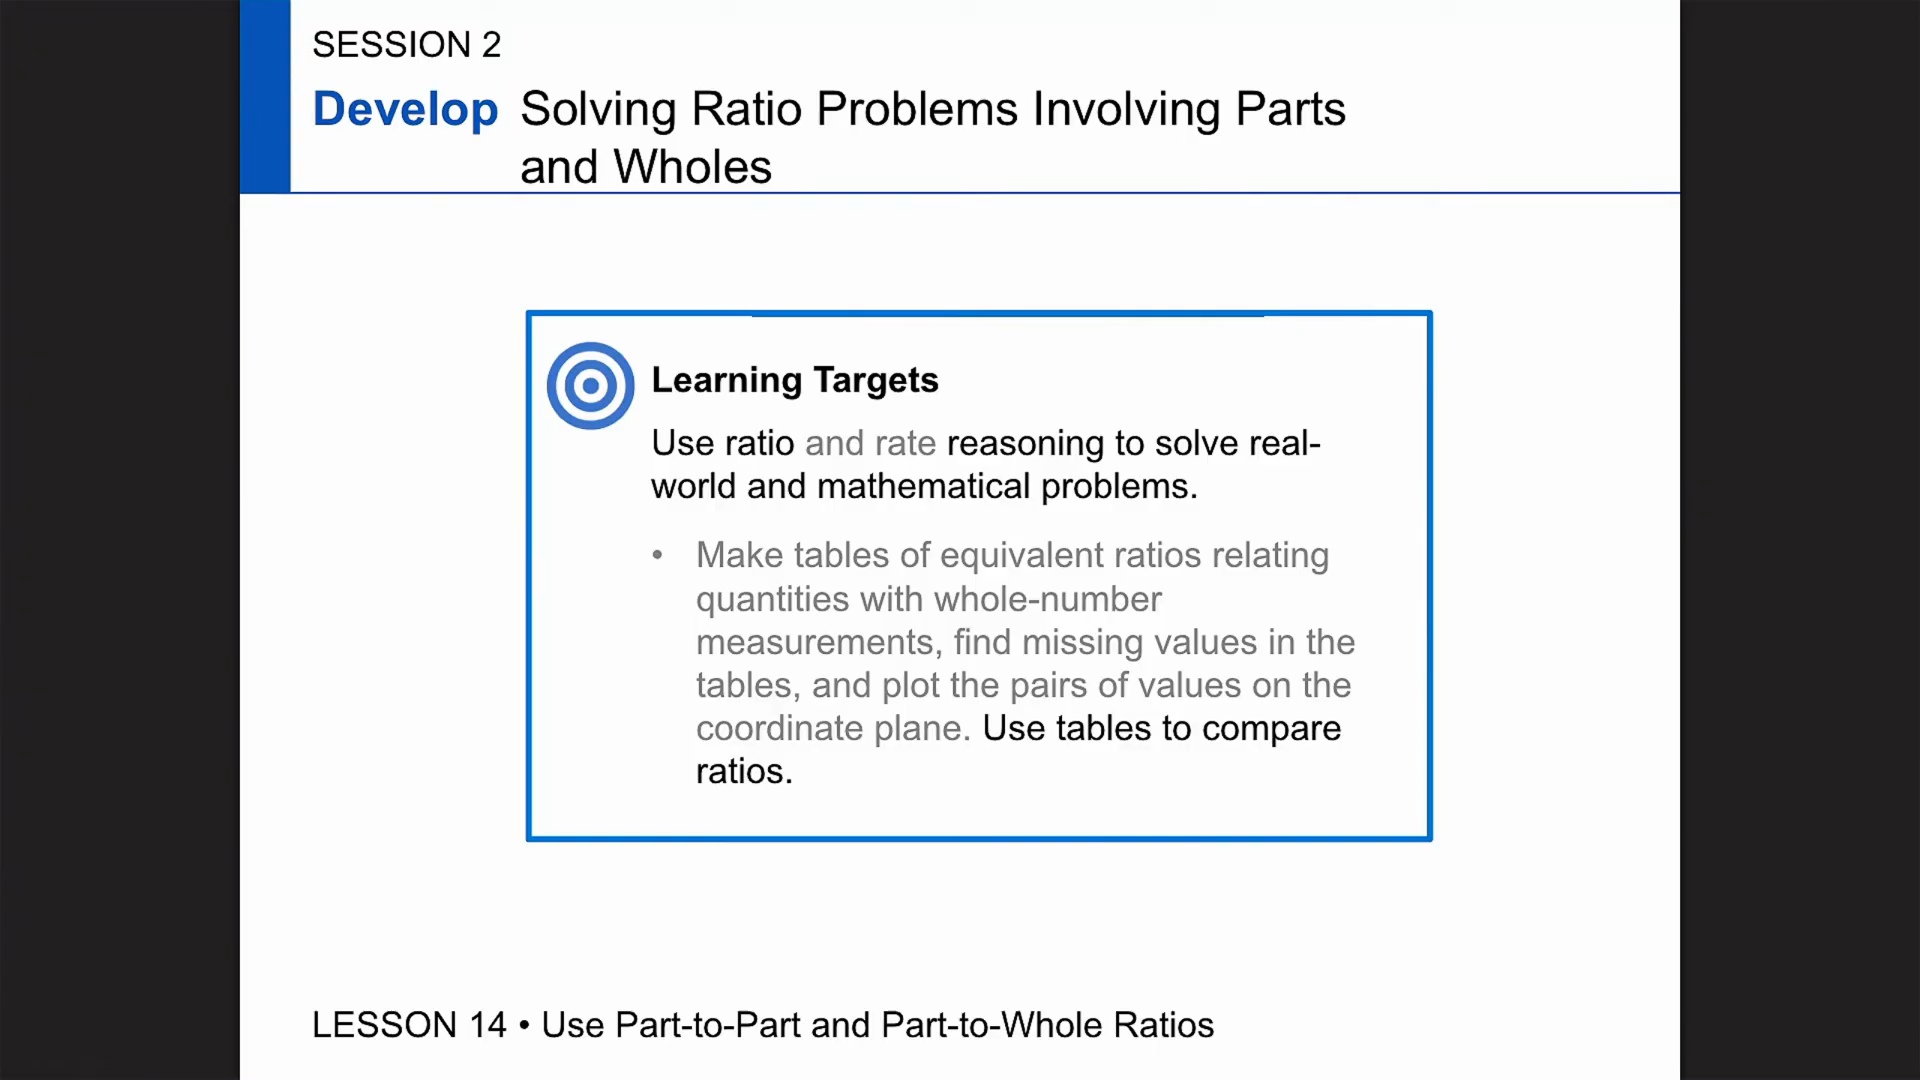 SESSION 2
Develop Solving Ratio Problems Involving Parts
and Wholes
Learning Targets
Use ratio and rate reasoning to solve real-
world and mathematical problems.
• Make tables of equivalent ratios relating
quantities with whole-number
measurements, find missing values in the
tables, and plot the pairs of values on the
coordinate plane. Use tables to compare
ratios.
LESSON 14 • Use Part-to-Part and Part-to-Whole Ratios